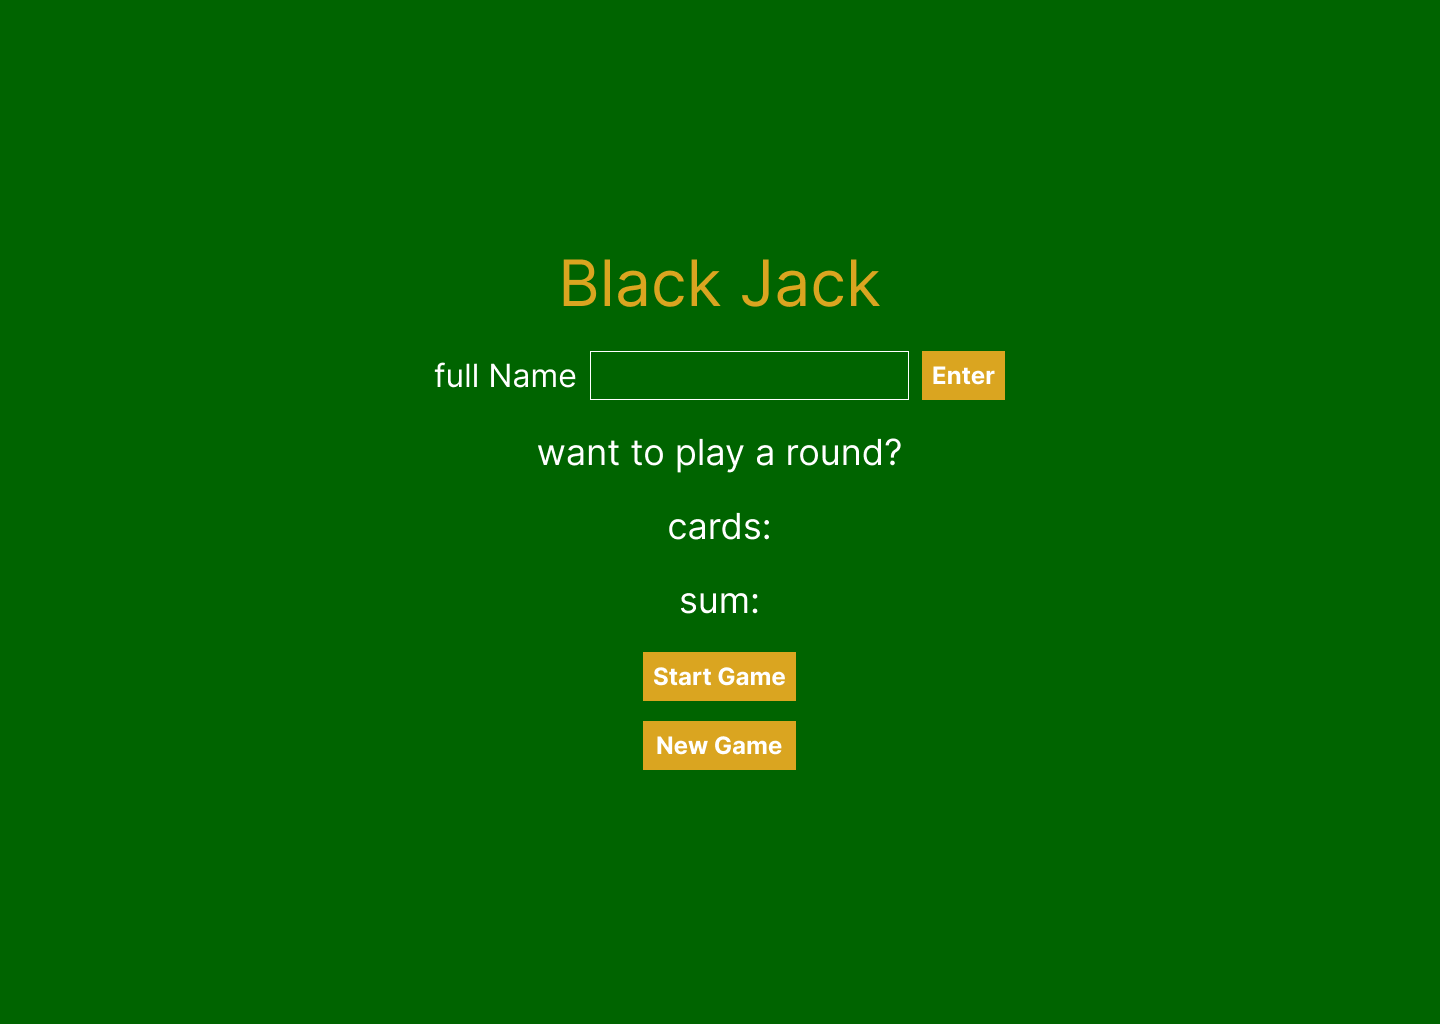 Black Jack
full Name Enter
want to play a round?
cards:
sum:
Start Game
New Game